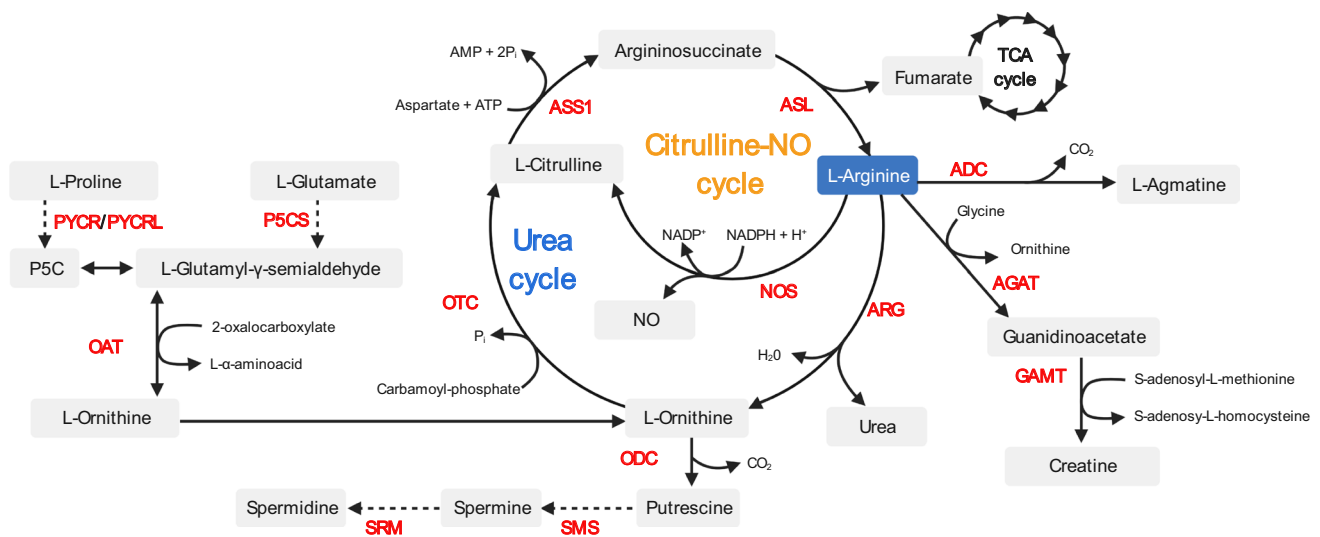 Argininosuccinate
AMP + 2Pi
Aspartate + ATP
ASS1
ASL
Fumarate
TCA
cycle
L-Citrulline
Citrulline-NO
cycle
L-Arginine
ADC
CO2
L-Agmatine
L-Proline
L-Glutamate
PYCR/PYCRL
P5CS
P5C
L-Glutamyl-γ-semialdehyde
Urea
cycle
NADP+
NADPH + H+
NOS
NO
Glycine
Ornithine
AGAT
OTC
Pi
Carbamoyl-phosphate
ARG
H20
Urea
Guanidinoacetate
GAMT
S-adenosyl-L-methionine
S-adenosy-L-homocysteine
Creatine
OAT
2-oxalocarboxylate
L-α-aminoacid
L-Ornithine
L-Ornithine
ODC
CO2
Spermidine
SRM
Spermine
SMS
Putrescine